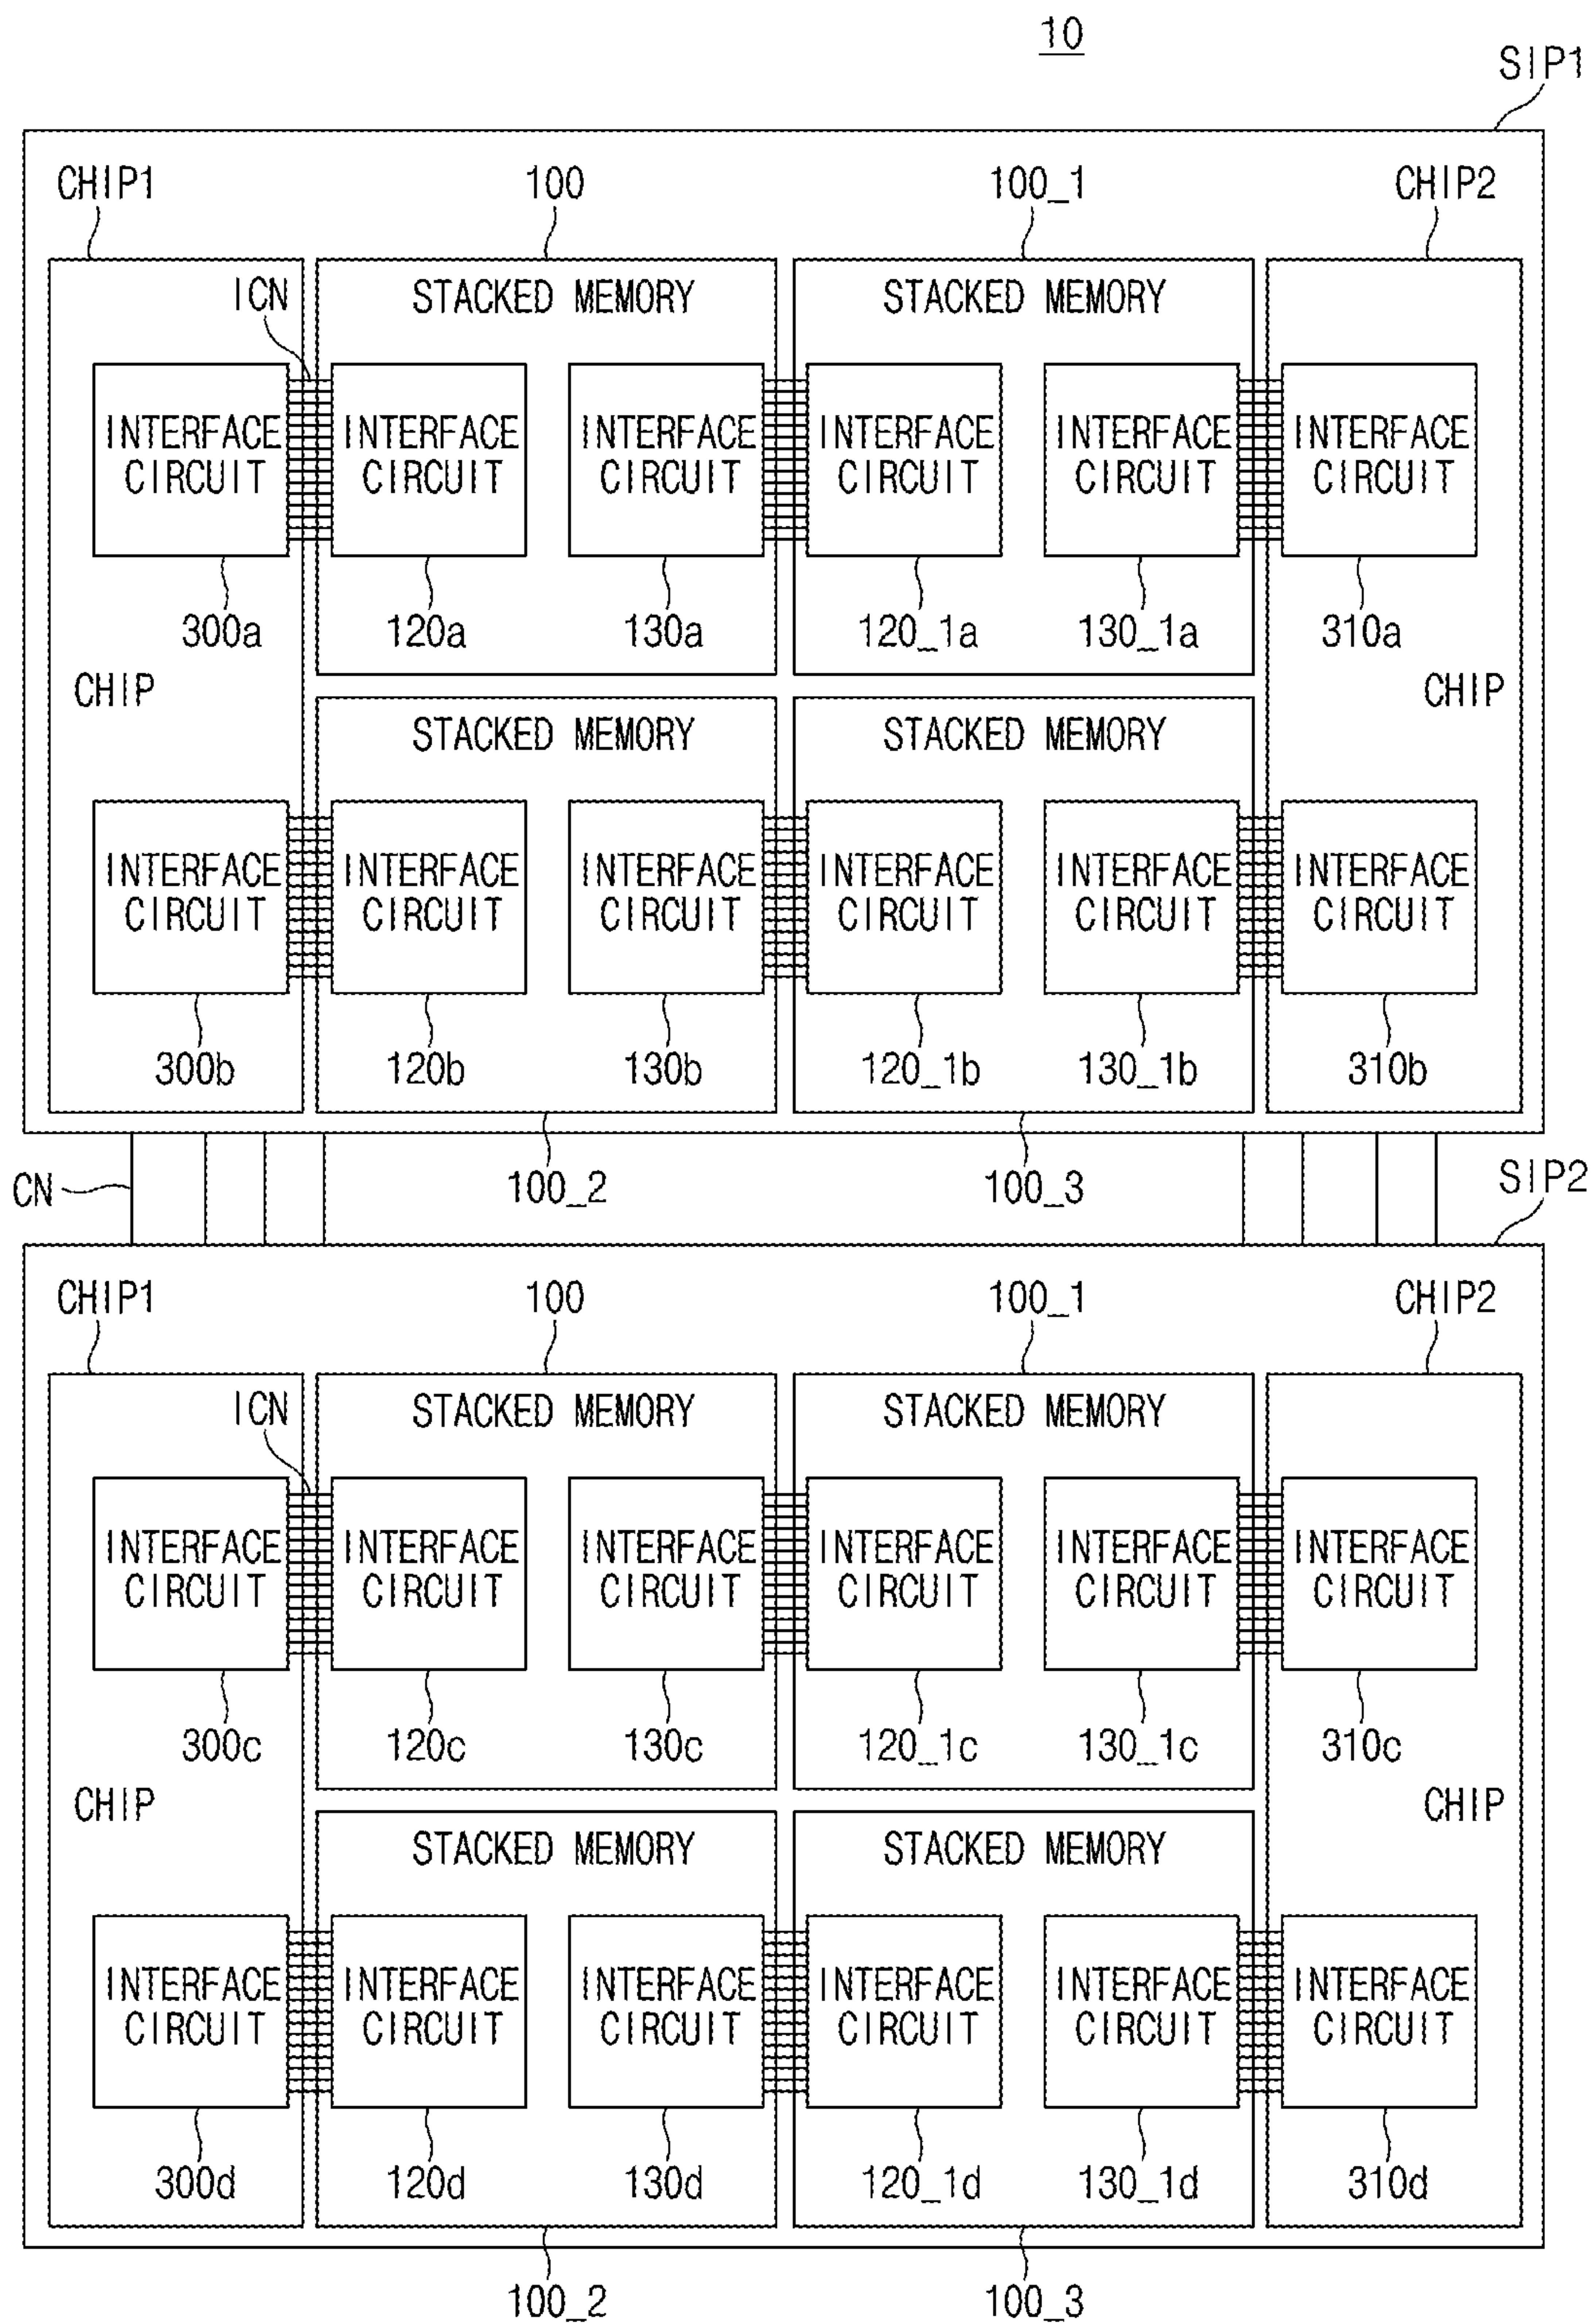 10
SIP1
CHIP1 100 100_1 CHIP2
ICN STACKED MEMORY STACKED MEMORY
INTERFACE INTERFACE INTERFACE INTERFACE INTERFACE INTERFACE
CIRCUIT CIRCUIT CIRCUIT CIRCUIT CIRCUIT CIRCUIT
300a 120a 130a 120_1a 130_1a 310a
CHIP CHIP
STACKED MEMORY STACKED MEMORY
INTERFACE INTERFACE INTERFACE INTERFACE INTERFACE INTERFACE
CIRCUIT CIRCUIT CIRCUIT CIRCUIT CIRCUIT CIRCUIT
300b 120b 130b 120_1b 130_1b 310b
CN 100_2 100_3 SIP2
CHIP1 100 100_1 CHIP2
ICN STACKED MEMORY STACKED MEMORY
INTERFACE INTERFACE INTERFACE INTERFACE INTERFACE INTERFACE
CIRCUIT CIRCUIT CIRCUIT CIRCUIT CIRCUIT CIRCUIT
300c 120c 130c 120_1c 130_1c 310c
CHIP CHIP
STACKED MEMORY STACKED MEMORY
INTERFACE INTERFACE INTERFACE INTERFACE INTERFACE INTERFACE
CIRCUIT CIRCUIT CIRCUIT CIRCUIT CIRCUIT CIRCUIT
300d 120d 130d 120_1d 130_1d 310d
100_2 100_3